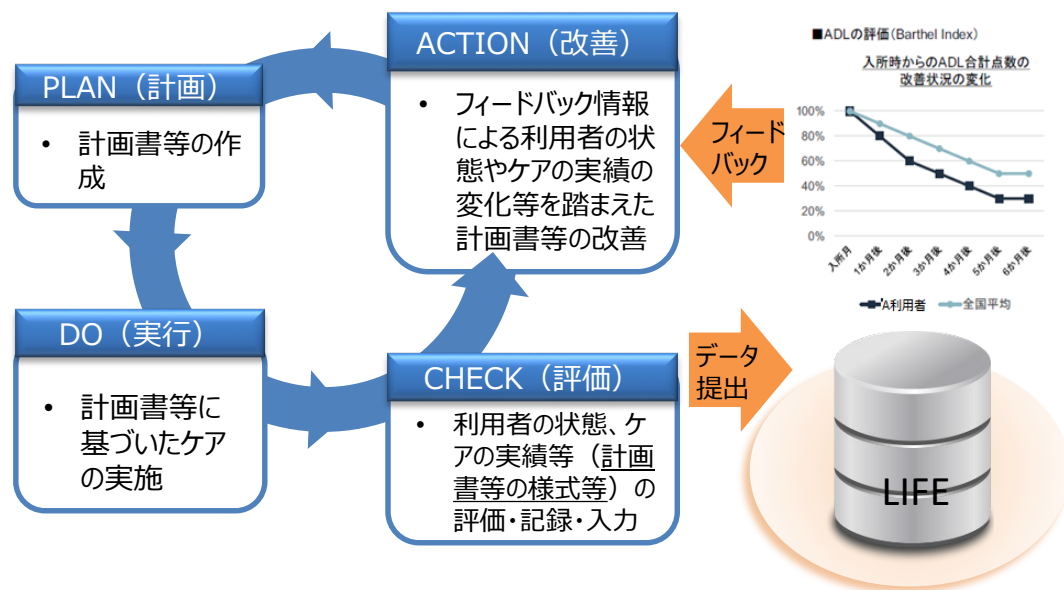 PLAN（計画）
・ 計画書等の作
成
DO（実行）
・ 計画書等に
基づいたケア
の実施
ACTION（改善）
・ フィードバック情報
による利用者の状
態やケアの実績の
変化等を踏まえた
計画書等の改善
CHECK（評価）
・ 利用者の状態、ケ
アの実績等（計画
書等の様式等）の
評価・記録・入力
フィード
バック
データ
提出
■ADLの評価（Barthel Index）
入所時からのADL合計点数の
改善状況の変化
100%
80%
60%
40%
20%
0%
入所月
1か月後
2か月後
3か月後
4か月後
5か月後
6か月後
A利用者 全国平均
LIFE